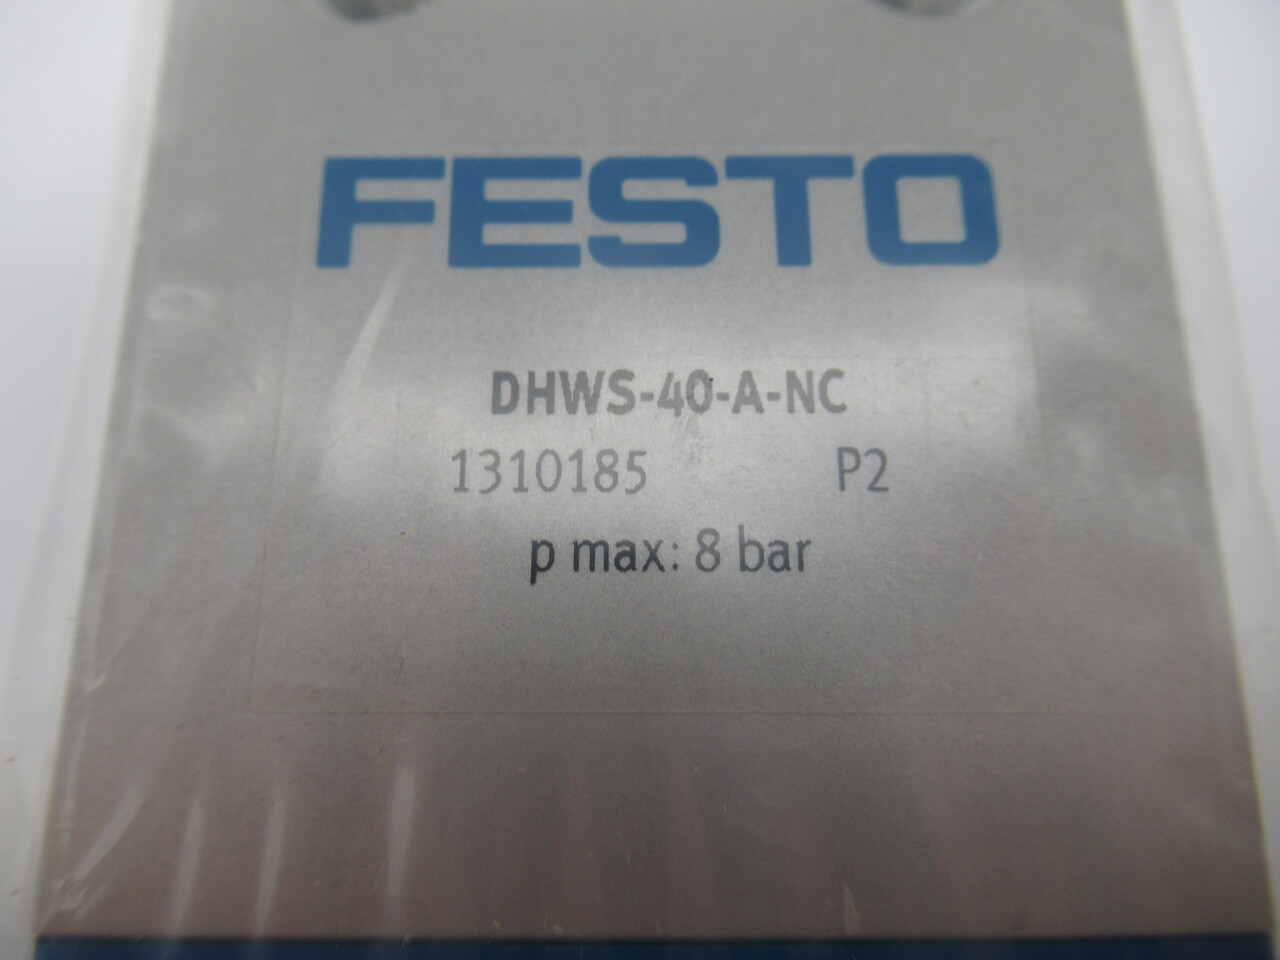 FESTO
DHWS-40-A-NC
1310185 P2
p max: 8 bar